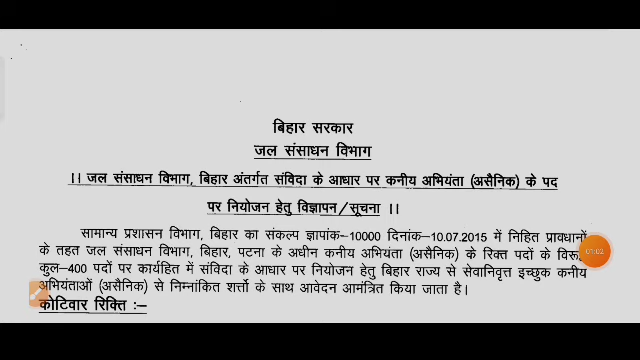 बिहार सरकार
जल संसाधन विभाग
।। जल संसाधन विभाग, बिहार अंतर्गत संविदा के आधार पर कनीय अभियंता (असैनिक) के पद
पर नियोजन हेतु विज्ञापन/सूचना ।।
सामान्य प्रशासन विभाग, बिहार का संकल्प ज्ञापांक-10000 दिनांक-10.07.2015 में निहित प्रावधानों
के तहत जल संसाधन विभाग, बिहार, पटना के अधीन कनीय अभियंता (असैनिक) के रिक्त पदों के
कुल-400 पदों पर कार्यहित में संविदा के आधार पर नियोजन हेतु बिहार राज्य से सेवानिवृत्त इच्छुक कनीय
अभियंताओं (असैनिक) से निम्नांकित शर्त्तो के साथ आवेदन आमंत्रित किया जाता है।
कोटिवार रिक्ति :-
01:02